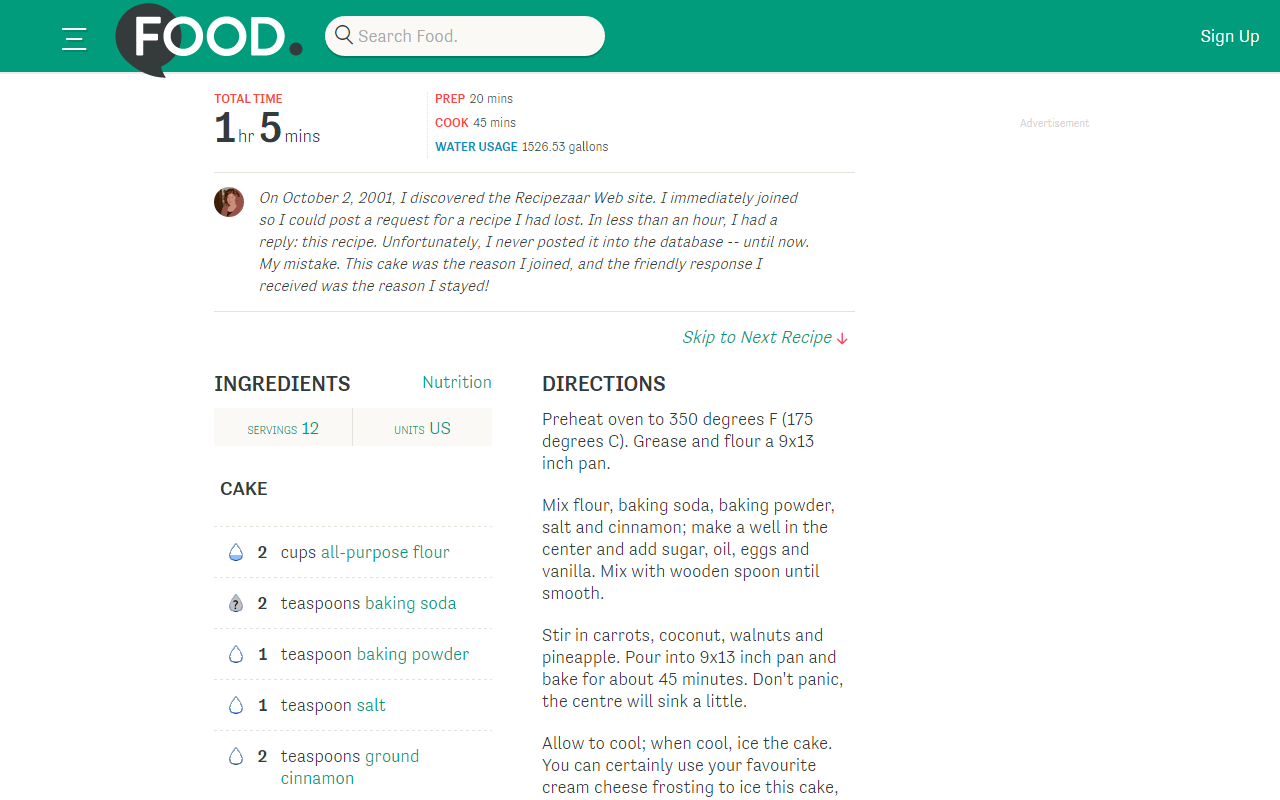 FOOD.
Search Food.
Sign Up
TOTAL TIME
1 hr 5 mins
PREP 20 mins
COOK 45 mins
WATER USAGE 1526.53 gallons
Advertisement
On October 2, 2001, I discovered the Recipezaar Web site. I immediately joined
so I could post a request for a recipe I had lost. In less than an hour, I had a
reply: this recipe. Unfortunately, I never posted it into the database -- until now.
My mistake. This cake was the reason I joined, and the friendly response I
received was the reason I stayed!
Skip to Next Recipe
INGREDIENTS
Nutrition
SERVINGS 12
UNITS US
CAKE
2 cups all-purpose flour
? 2 teaspoons baking soda
1 teaspoon baking powder
1 teaspoon salt
2 teaspoons ground
cinnamon
DIRECTIONS
Preheat oven to 350 degrees F (175
degrees C). Grease and flour a 9x13
inch pan.
Mix flour, baking soda, baking powder,
salt and cinnamon; make a well in the
center and add sugar, oil, eggs and
vanilla. Mix with wooden spoon until
smooth.
Stir in carrots, coconut, walnuts and
pineapple. Pour into 9x13 inch pan and
bake for about 45 minutes. Don't panic,
the centre will sink a little.
Allow to cool; when cool, ice the cake.
You can certainly use your favourite
cream cheese frosting to ice this cake,